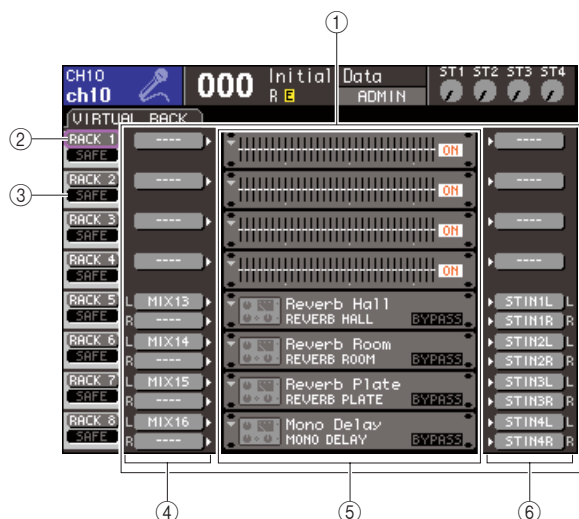 ①
CH10
ch10
000
Initial Data
R E
ADMIN
ST1 ST2 ST3 ST4
VIRTUAL RACK
②
RACK 1
SAFE
----
ON
----
③
RACK 2
SAFE
----
ON
----
RACK 3
SAFE
----
ON
----
RACK 4
SAFE
----
ON
----
RACK 5
SAFE
L MIX13
R ----
Reverb Hall
REVERB HALL
BYPASS
STIN1L L
STIN1R R
RACK 6
SAFE
L MIX14
R ----
Reverb Room
REVERB ROOM
BYPASS
STIN2L L
STIN2R R
RACK 7
SAFE
L MIX15
R ----
Reverb Plate
REVERB PLATE
BYPASS
STIN3L L
STIN3R R
RACK 8
SAFE
L MIX16
R ----
Mono Delay
MONO DELAY
BYPASS
STIN4L L
STIN4R R
④ ⑤ ⑥